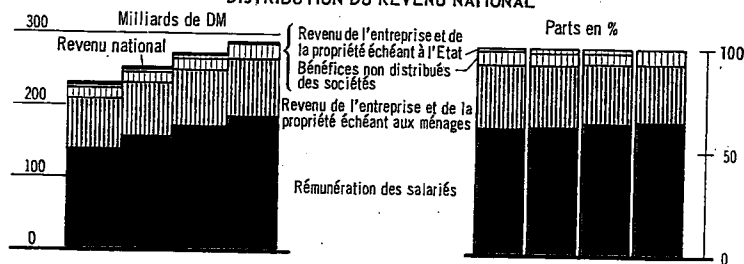 DISTRIBUTION DU REVENU NATIONAL
Milliards de DM
300
Revenu national
200
100
0
Revenu de l'entreprise et de
la propriété échéant à l'Etat
Bénéfices non distribués
des sociétés
Revenu de l'entreprise et de la
propriété échéant aux ménages
Rémunération des salariés
Parts en %
100
50
0